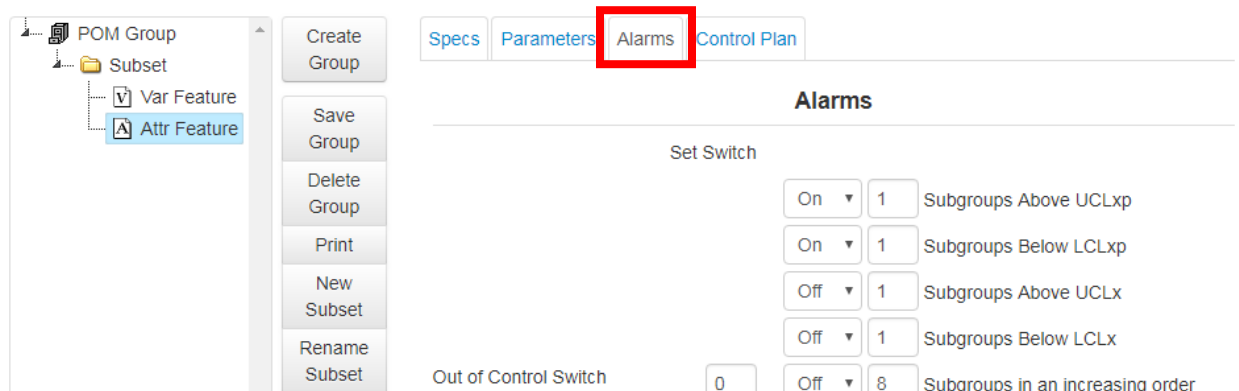 POM Group
Subset
V Var Feature
A Attr Feature
Create
Group
Save
Group
Delete
Group
Print
New
Subset
Rename
Subset
Specs Parameters Alarms Control Plan
Alarms
Set Switch
On 1 Subgroups Above UCLxp
On 1 Subgroups Below LCLxp
Off 1 Subgroups Above UCLx
Off 1 Subgroups Below LCLx
Out of Control Switch 0 Off 8 Subgroups in an increasing order